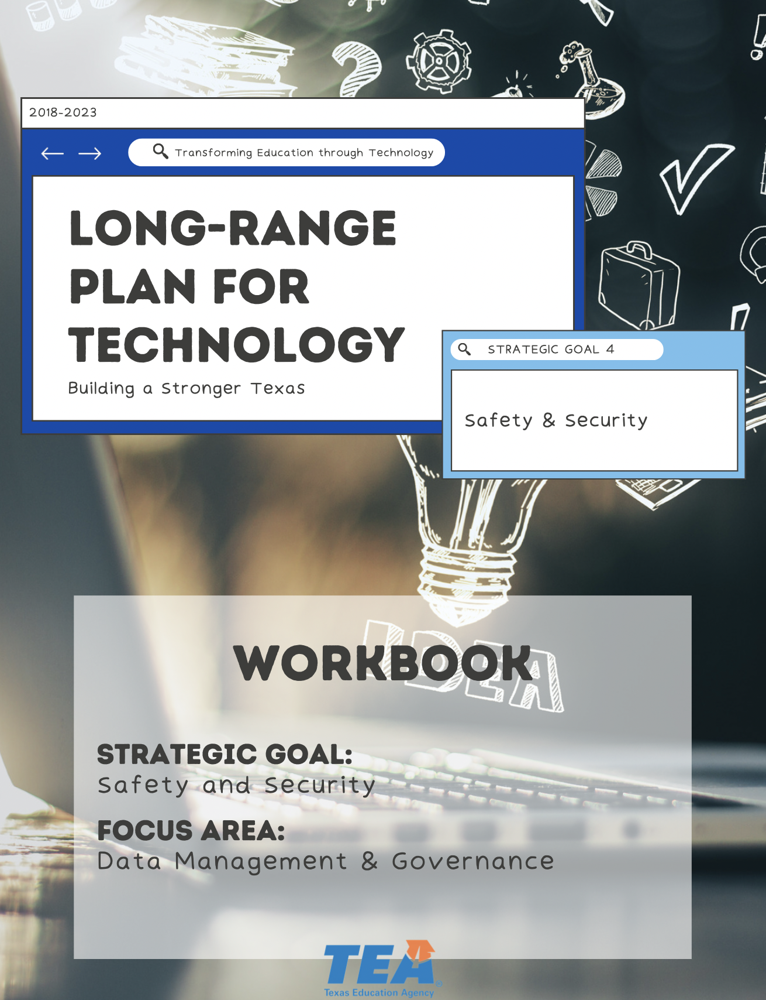 2018-2023
Transforming Education through Technology
LONG-RANGE
PLAN FOR
TECHNOLOGY
Building a Stronger Texas
STRATEGIC GOAL 4
Safety & Security
IDEA
WORKBOOK
STRATEGIC GOAL:
Safety and Security
FOCUS AREA:
Data Management & Governance
TEA®
Texas Education Agency